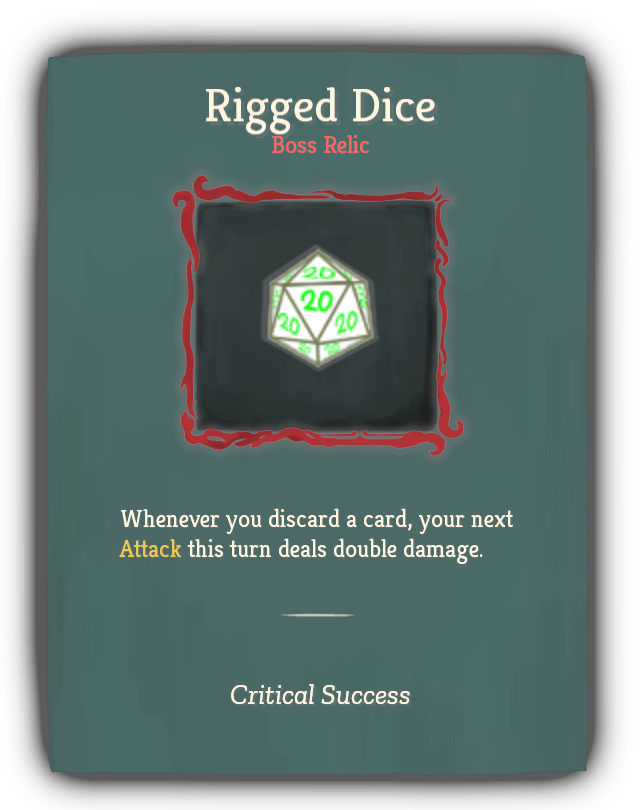 Rigged Dice
Boss Relic
20
20
20
20
Whenever you discard a card, your next
Attack this turn deals double damage.
Critical Success